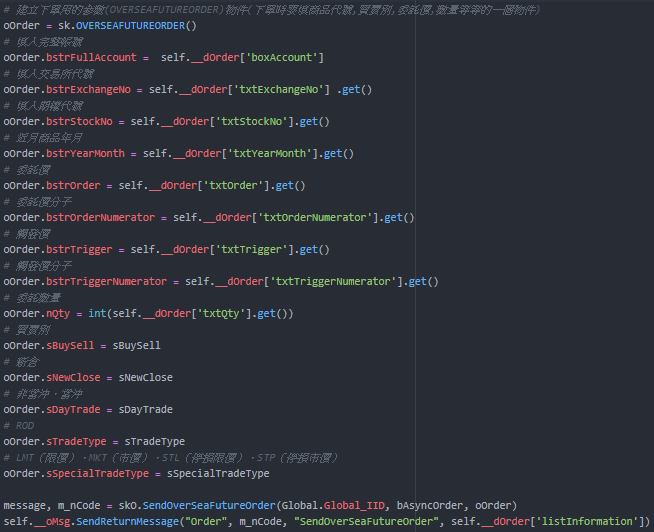 # 建立下單用的參數(OVERSEAFUTUREORDER)物件(下單時要填商品代號,買賣別,委託價,數量等等的一個物件)
oOrder = sk.OVERSEAFUTUREORDER()
# 填入完整帳號
oOrder.bstrFullAccount =  self.__dOrder['boxAccount']
# 填入交易所代號
oOrder.bstrExchangeNo = self.__dOrder['txtExchangeNo'] .get()
# 填入期權代號
oOrder.bstrStockNo = self.__dOrder['txtStockNo'].get()
# 近月商品年月
oOrder.bstrYearMonth = self.__dOrder['txtYearMonth'].get()
# 委託價
oOrder.bstrOrder = self.__dOrder['txtOrder'].get()
# 委託價分子
oOrder.bstrOrderNumerator = self.__dOrder['txtOrderNumerator'].get()
# 觸發價
oOrder.bstrTrigger = self.__dOrder['txtTrigger'].get()
# 觸發價分子
oOrder.bstrTriggerNumerator = self.__dOrder['txtTriggerNumerator'].get()
# 委託數量
oOrder.nQty = int(self.__dOrder['txtQty'].get())
# 買賣別
oOrder.sBuySell = sBuySell
# 新倉
oOrder.sNewClose = sNewClose
# 非當沖、當沖
oOrder.sDayTrade = sDayTrade
# ROD
oOrder.sTradeType = sTradeType
# LMT（限價）、MKT（市價）、STL（停損限價）、STP（停損市價）
oOrder.sSpecialTradeType = sSpecialTradeType
message, m_nCode = skO.SendOverSeaFutureOrder(Global.Global_IID, bAsyncOrder, oOrder)
self.__oMsg.SendReturnMessage("Order", m_nCode, "SendOverSeaFutureOrder", self.__dOrder['listInformation'])